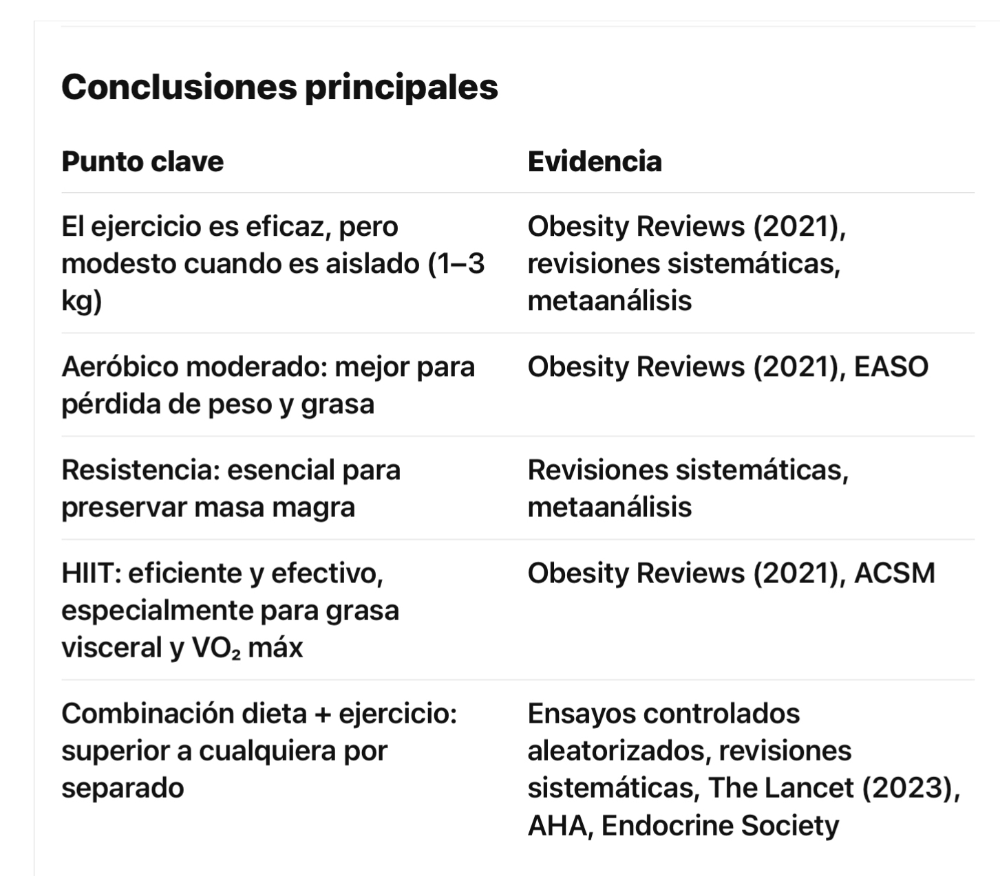 Conclusiones principales
Punto clave
Evidencia
El ejercicio es eficaz, pero
modesto cuando es aislado (1–3
kg)
Obesity Reviews (2021),
revisiones sistemáticas,
metaanálisis
Aeróbico moderado: mejor para
pérdida de peso y grasa
Obesity Reviews (2021), EASO
Resistencia: esencial para
preservar masa magra
Revisiones sistemáticas,
metaanálisis
HIIT: eficiente y efectivo,
especialmente para grasa
visceral y VO₂ máx
Obesity Reviews (2021), ACSM
Combinación dieta + ejercicio:
superior a cualquiera por
separado
Ensayos controlados
aleatorizados, revisiones
sistemáticas, The Lancet (2023),
AHA, Endocrine Society